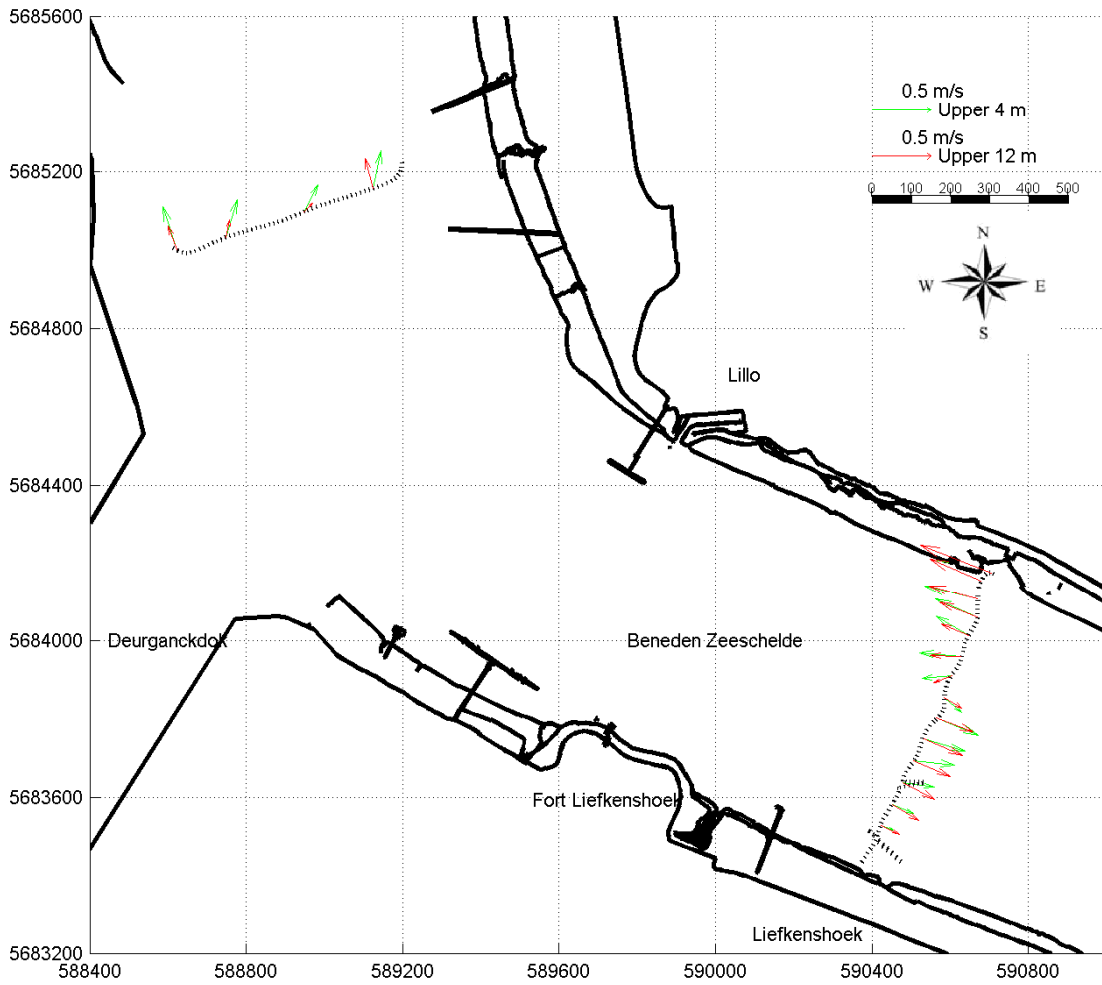 5685600
0.5 m/s
Upper 4 m
0.5 m/s
Upper 12 m
5685200
0 100 200 300 400 500
N
W E
S
5684800
Lillo
5684400
5684000
Deurganckdok
Beneden Zeeschelde
5683600
Fort Liefkenshoek
Liefkenshoek
5683200
588400 588800 589200 589600 590000 590400 590800